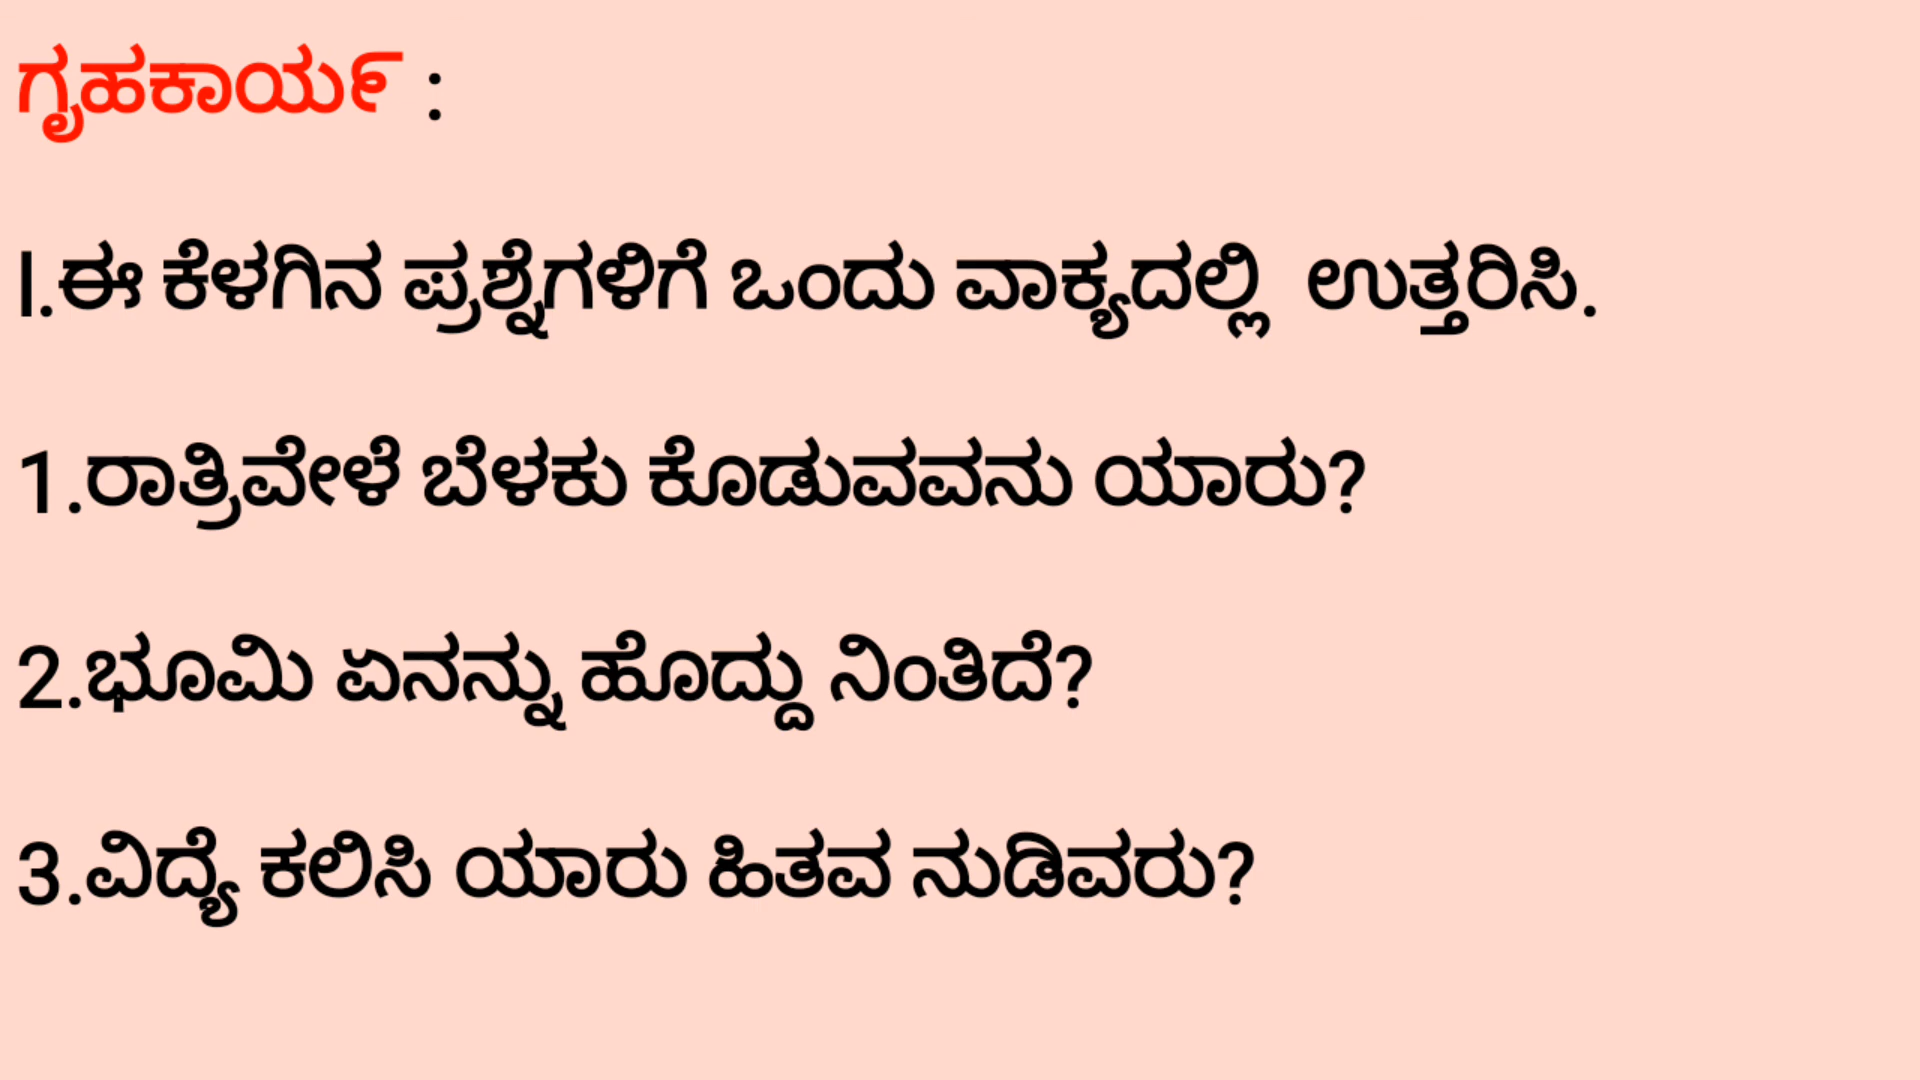 ಗೃಹಕಾರ್ಯ :
I.ಈ ಕೆಳಗಿನ ಪ್ರಶ್ನೆಗಳಿಗೆ ಒಂದು ವಾಕ್ಯದಲ್ಲಿ ಉತ್ತರಿಸಿ.
1.ರಾತ್ರಿವೇಳೆ ಬೆಳಕು ಕೊಡುವವನು ಯಾರು?
2.ಭೂಮಿ ಏನನ್ನು ಹೊದ್ದು ನಿಂತಿದೆ?
3.ವಿದ್ಯೆ ಕಲಿಸಿ ಯಾರು ಹಿತವ ನುಡಿವರು?